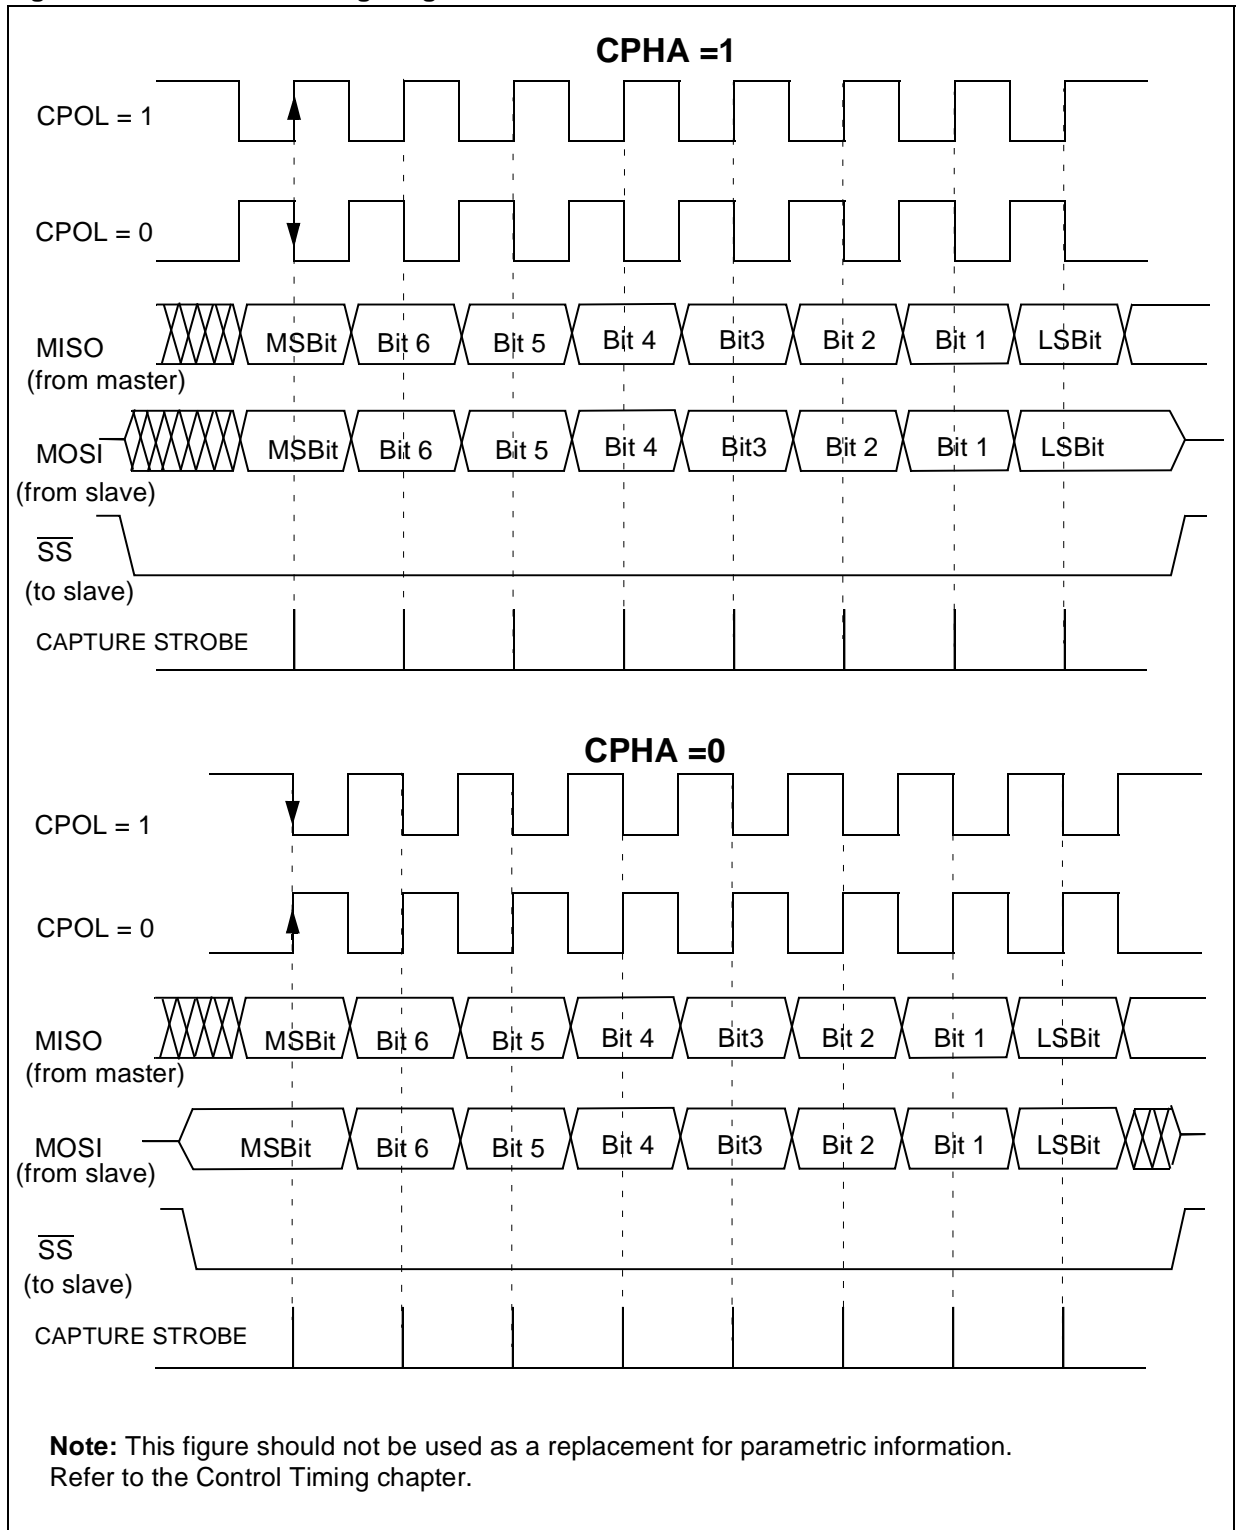 CPHA =1
CPOL = 1
CPOL = 0
MISO
(from master)
MSBit Bit 6 Bit 5 Bit 4 Bit3 Bit 2 Bit 1 LSBit
MOSI
(from slave)
MSBit Bit 6 Bit 5 Bit 4 Bit3 Bit 2 Bit 1 LSBit
SS
(to slave)
CAPTURE STROBE
CPHA =0
CPOL = 1
CPOL = 0
MISO
(from master)
MSBit Bit 6 Bit 5 Bit 4 Bit3 Bit 2 Bit 1 LSBit
MOSI
(from slave)
MSBit Bit 6 Bit 5 Bit 4 Bit3 Bit 2 Bit 1 LSBit
SS
(to slave)
CAPTURE STROBE
Note: This figure should not be used as a replacement for parametric information.
Refer to the Control Timing chapter.